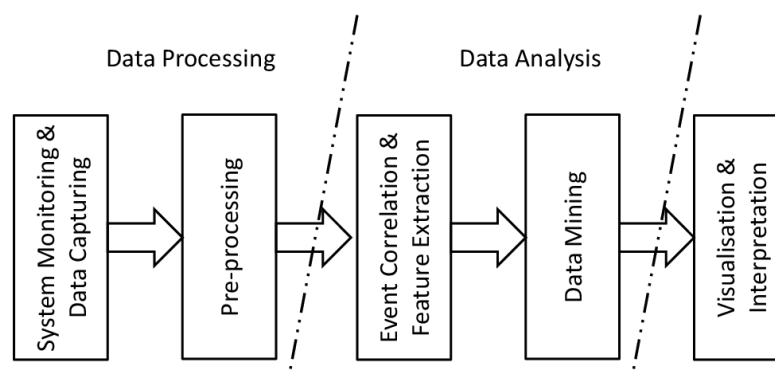 Data Processing
Data Analysis
System Monitoring &
Data Capturing
Pre-processing
Event Correlation &
Feature Extraction
Data Mining
Visualisation &
Interpretation